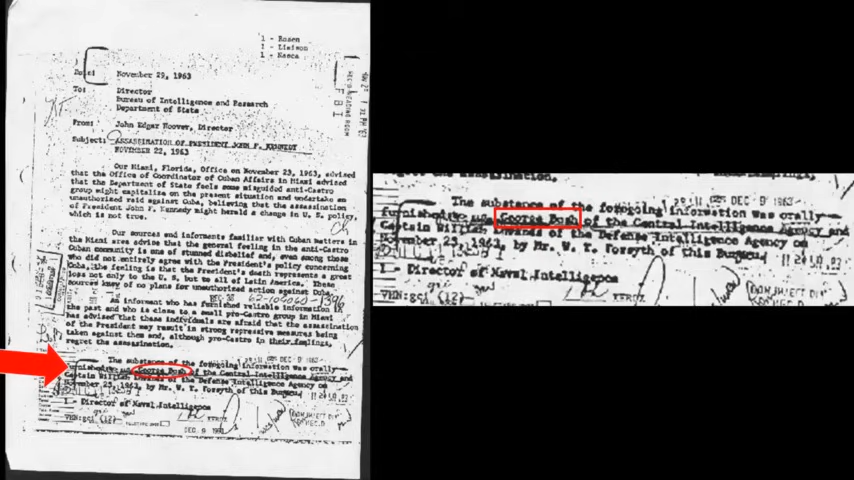 1 - Rosen
1 - Liaison
1 - Nasca
Date: November 29, 1963
To: Director
Bureau of Intelligence and Research
Department of State
From: John Edgar Hoover, Director
Subject: ASSASSINATION OF PRESIDENT JOHN F. KENNEDY
NOVEMBER 22, 1963
Our Miami, Florida, Office on November 23, 1963, advised
that the Office of Coordinator of Cuban Affairs in Miami advised
that the Department of State feels some misguided anti-Castro
group might capitalize on the present situation and undertake an
unauthorized raid against Cuba, believing that the assassination
of President John F. Kennedy might herald a change in U. S. policy,
which is not true.
Our sources and informants familiar with Cuban matters in
the Miami area advise that the general feeling in the anti-Castro
Cuban community is one of stunned disbelief and, even among those
who did not entirely agree with the President's policy concerning
Cuba, the feeling is that the President's death represents a great
loss not only to the U. S. but to all of Latin America. These
sources know of no plans for unauthorized action against Cuba.
62-109060-1396
An informant who has furnished reliable information in
the past and who is close to a small pro-Castro group in Miami
has advised that these individuals are afraid that the assassination
of the President may result in strong repressive measures being
taken against them and, although pro-Castro in their feelings,
regret the assassination.
The substance of the foregoing information was orally
furnished to George Bush of the Central Intelligence Agency and
Captain William Edwards of the Defense Intelligence Agency on
November 23, 1963, by Mr. W. T. Forsyth of this Bureau.
1 - Director of Naval Intelligence
VHN:gci (12)
regret the assassination.
The substance of the foregoing information was orally
furnished to George Bush of the Central Intelligence Agency and
Captain William Edwards of the Defense Intelligence Agency on
November 23, 1963, by Mr. W. T. Forsyth of this Bureau.
1 - Director of Naval Intelligence
VHN:gci (12)